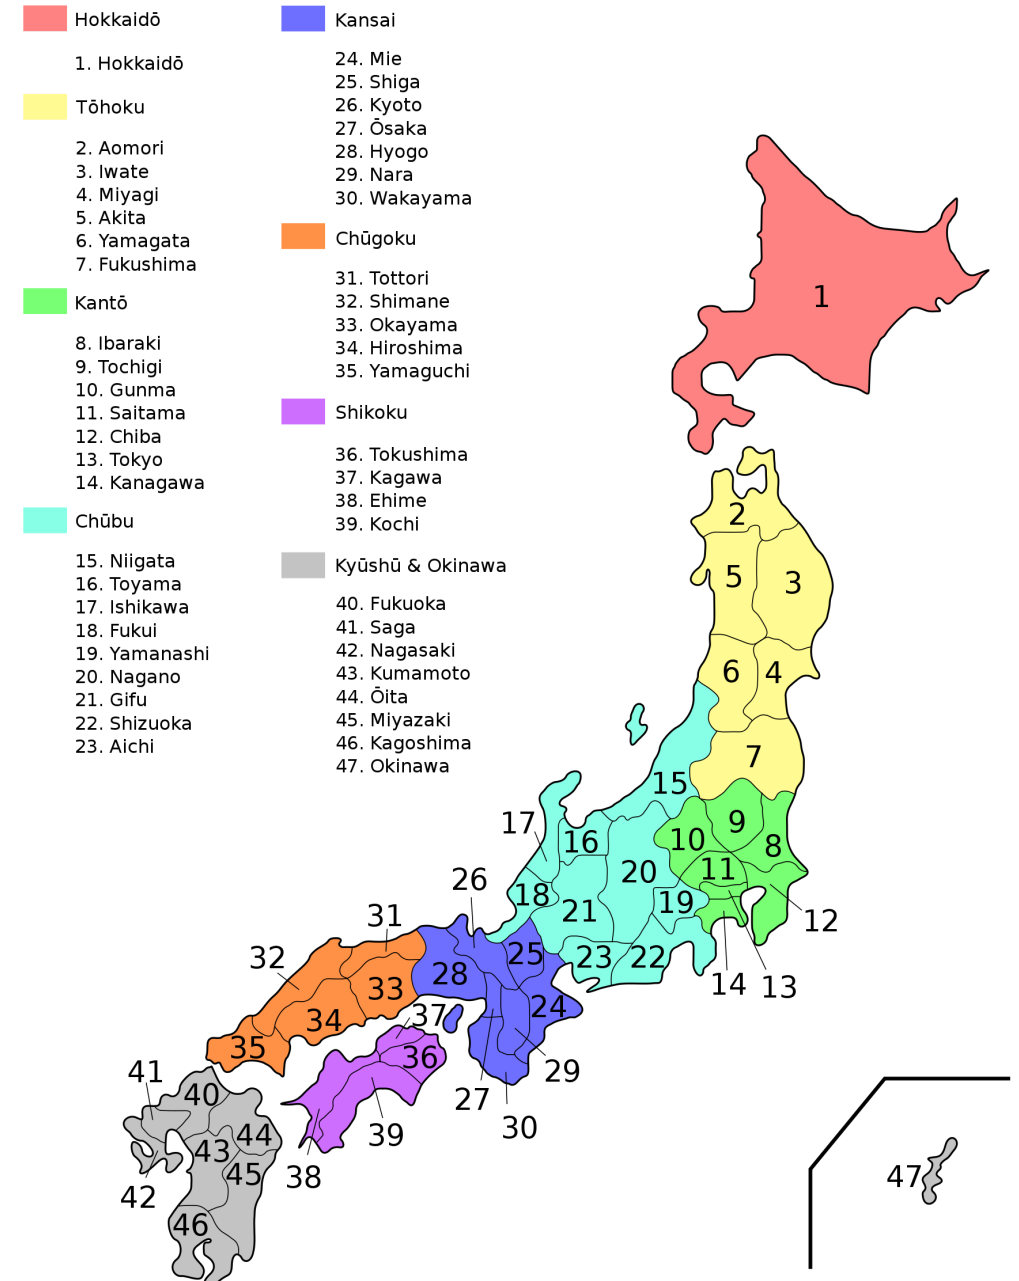 Hokkaidō
1. Hokkaidō
Tōhoku
2. Aomori
3. Iwate
4. Miyagi
5. Akita
6. Yamagata
7. Fukushima
Kantō
8. Ibaraki
9. Tochigi
10. Gunma
11. Saitama
12. Chiba
13. Tokyo
14. Kanagawa
Chūbu
15. Niigata
16. Toyama
17. Ishikawa
18. Fukui
19. Yamanashi
20. Nagano
21. Gifu
22. Shizuoka
23. Aichi
Kansai
24. Mie
25. Shiga
26. Kyoto
27. Ōsaka
28. Hyogo
29. Nara
30. Wakayama
Chūgoku
31. Tottori
32. Shimane
33. Okayama
34. Hiroshima
35. Yamaguchi
Shikoku
36. Tokushima
37. Kagawa
38. Ehime
39. Kochi
Kyūshū & Okinawa
40. Fukuoka
41. Saga
42. Nagasaki
43. Kumamoto
44. Ōita
45. Miyazaki
46. Kagoshima
47. Okinawa
1
2
5
3
6
4
7
15
17
16
10
9
8
11
20
26
18
21
19
12
31
32
28
25
23
22
14
13
33
34
37
24
35
36
29
41
40
27
30
39
44
43
45
38
42
46
47